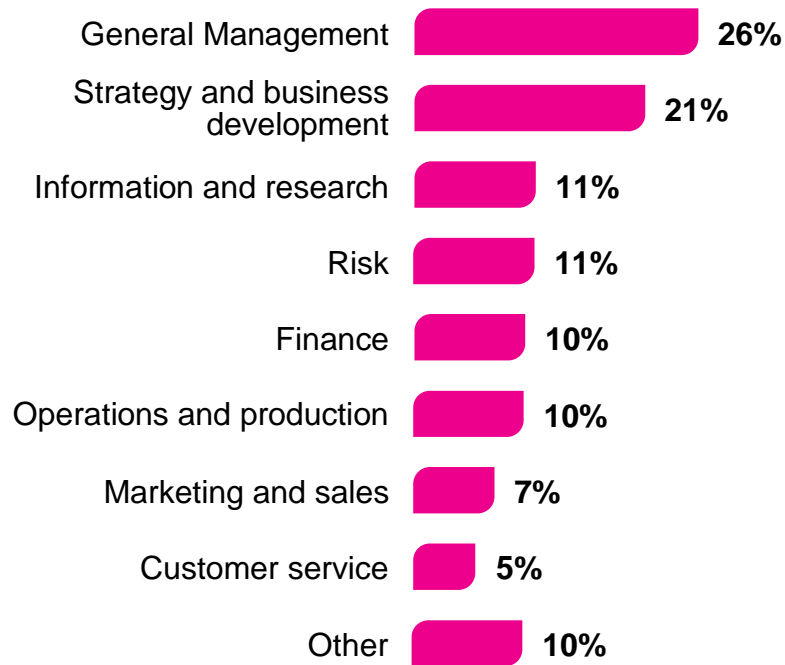 General Management 26%
Strategy and business
development 21%
Information and research 11%
Risk 11%
Finance 10%
Operations and production 10%
Marketing and sales 7%
Customer service 5%
Other 10%